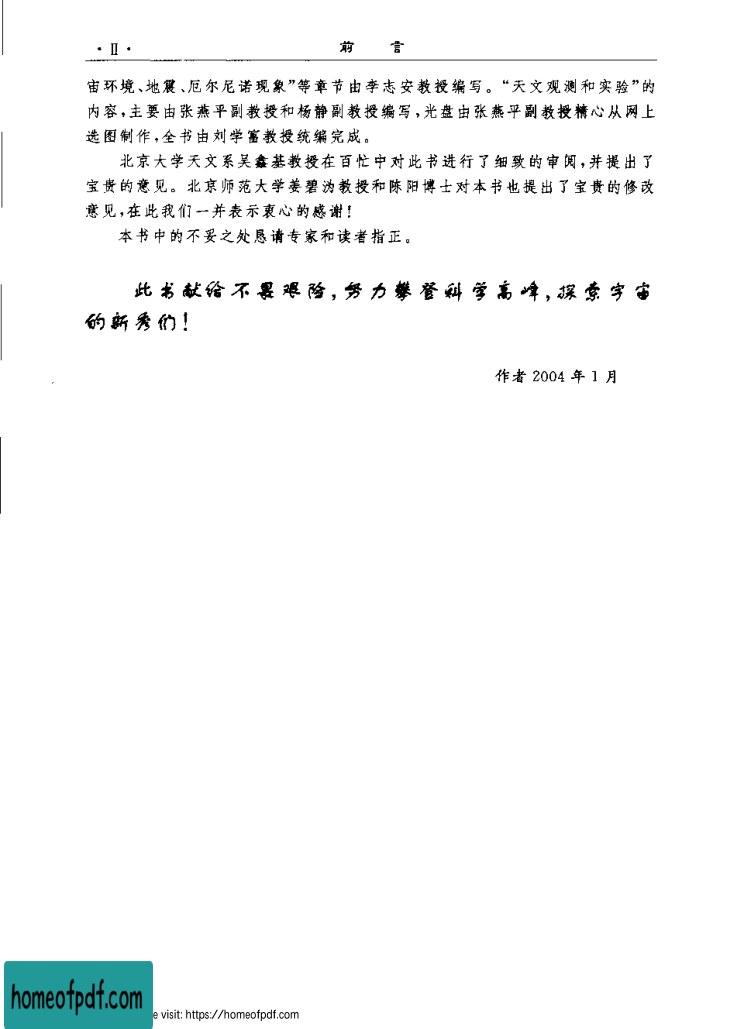 · Ⅱ · 前 言
宙环境、地震、厄尔尼诺现象”等章节由李志安教授编写。“天文观测和实验”的
内容,主要由张燕平副教授和杨静副教授编写,光盘由张燕平副教授精心从网上
选图制作,全书由刘学富教授统编完成。
北京大学天文系吴鑫基教授在百忙中对此书进行了细致的审阅,并提出了
宝贵的意见。北京师范大学姜碧沩教授和陈阳博士对本书也提出了宝贵的修改
意见,在此我们一并表示衷心的感谢!
本书中的不妥之处恳请专家和读者指正。
此书献给不畏艰险,努力攀登科学高峰,探索宇宙
的新秀们!
作者 2004 年 1 月
homeofpdf.com
e visit: https://homeofpdf.com